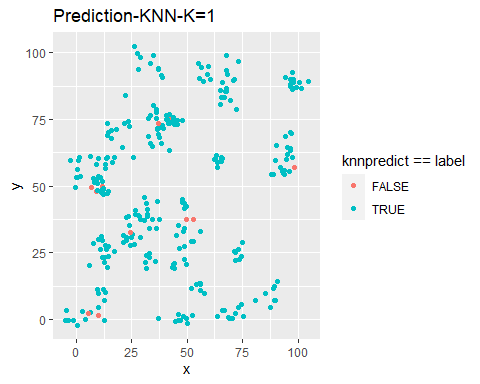 Prediction-KNN-K=1
100
75
50
25
0
y
0
25
50
75
100
x
knnpredict == label
FALSE
TRUE